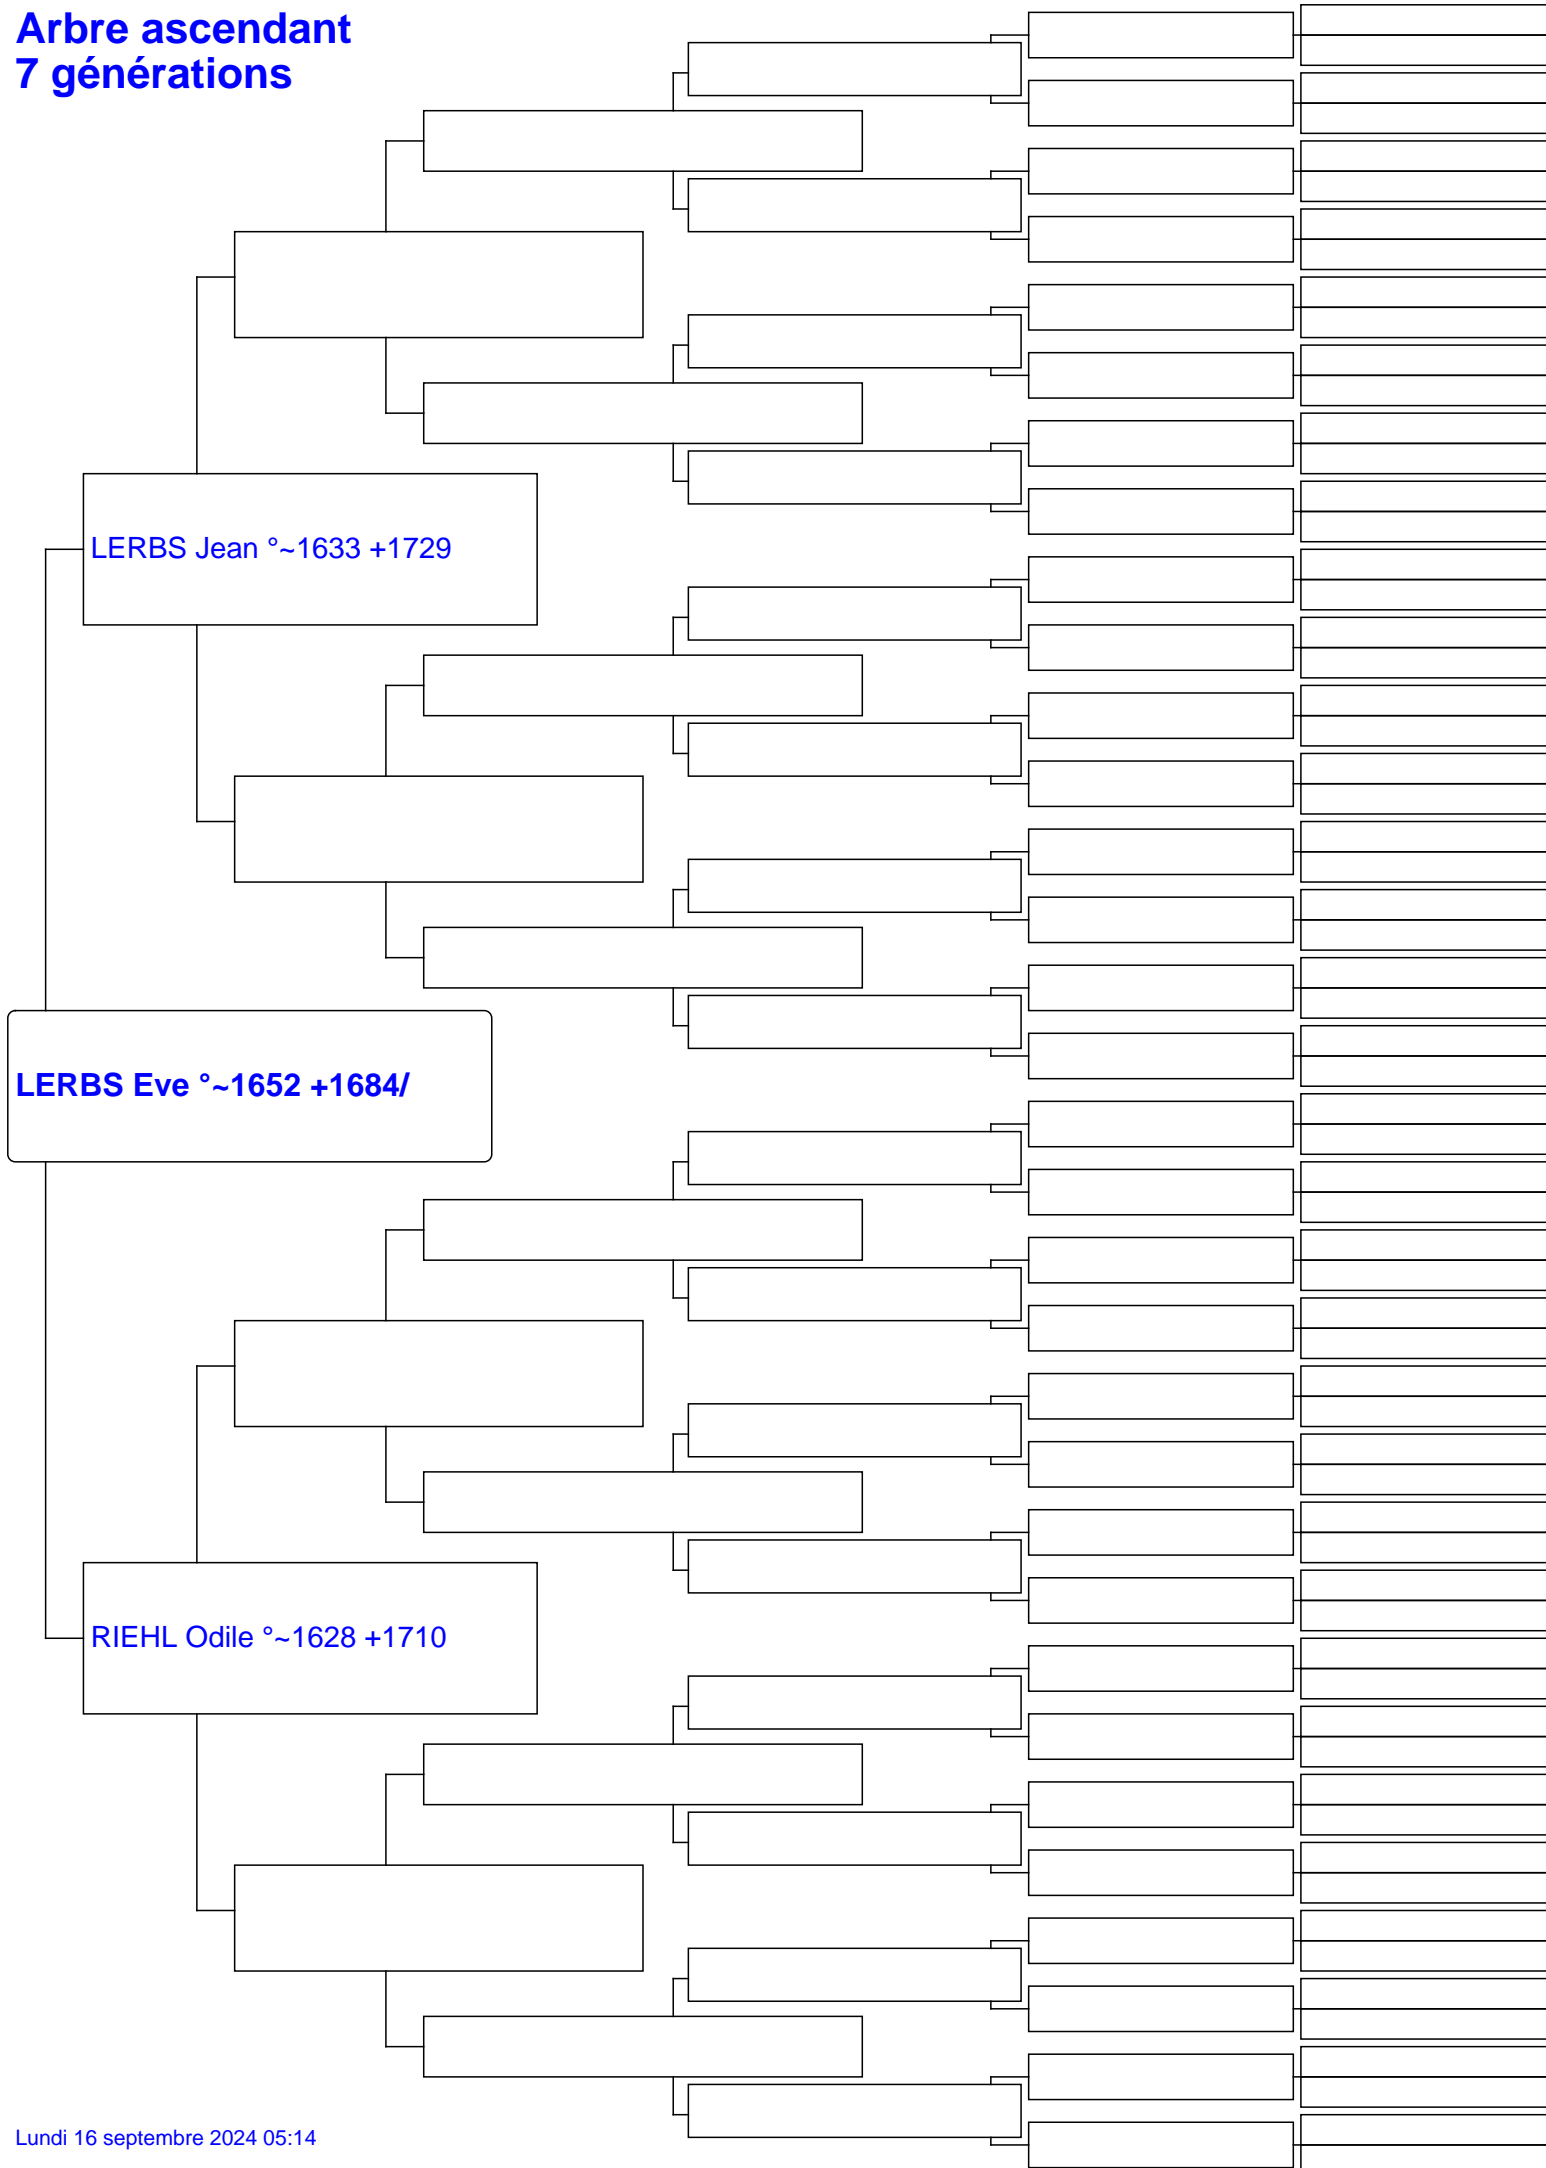 Arbre ascendant
7 générations
LERBS Jean °~1633 +1729
LERBS Eve °~1652 +1684/
RIEHL Odile °~1628 +1710
Lundi 16 septembre 2024 05:14